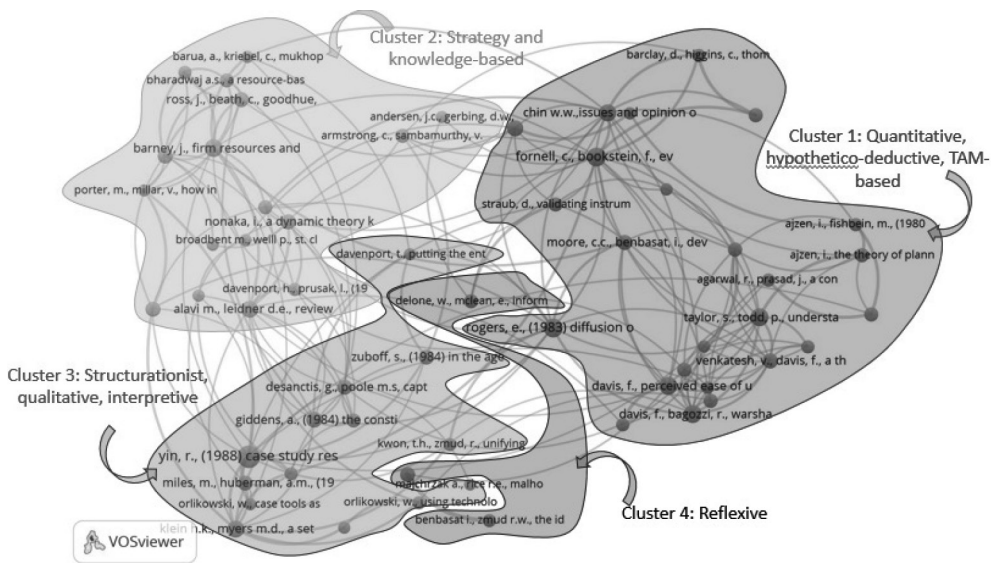 Cluster 2: Strategy and
knowledge-based
barua, a., kriebel, c., mukhop
bharadwaj a.s., a resource-bas
ross, j., beath, c., goodhue,
andersen, j.c., gerbing, d.w.,
armstrong, c., sambamurthy, v.
barney, j., firm resources and
porter, m., millar, v., how in
nonaka, i., a dynamic theory k
broadbent m., weill p., st. cl
davenport, t., putting the ent
davenport, h., prusak, l., (19
alavi m., leidner d.e., review
barclay, d., higgins, c., thom
chin w.w.,issues and opinion o
fornell, c., bookstein, f., ev
straub, d., validating instrum
moore, c.c., benbasat, i., dev
Cluster 1: Quantitative,
hypothetico-deductive, TAM-
based
ajzen, i., fishbein, m., (1980
ajzen, i., the theory of plann
agarwal, r., prasad, j., a con
taylor, s., todd, p., understa
venkatesh, v., davis, f., a th
davis, f., perceived ease of u
davis, f., bagozzi, r., warsha
delone, w., mclean, e., inform
rogers, e., (1983) diffusion o
zuboff, s., (1984) in the age
Cluster 3: Structurationist,
qualitative, interpretive
desanctis, g., poole m.s, capt
giddens, a., (1984) the consti
kwon, t.h., zmud, r., unifying
yin, r., (1988) case study res
miles, m., huberman, a.m., (19
majchrzak a., rice r.e., malho
orlikowski, w., case tools as
orlikowski, w., using technolo
klein h.k., myers m.d., a set
benbasat i., zmud r.w., the id
Cluster 4: Reflexive
VOSviewer